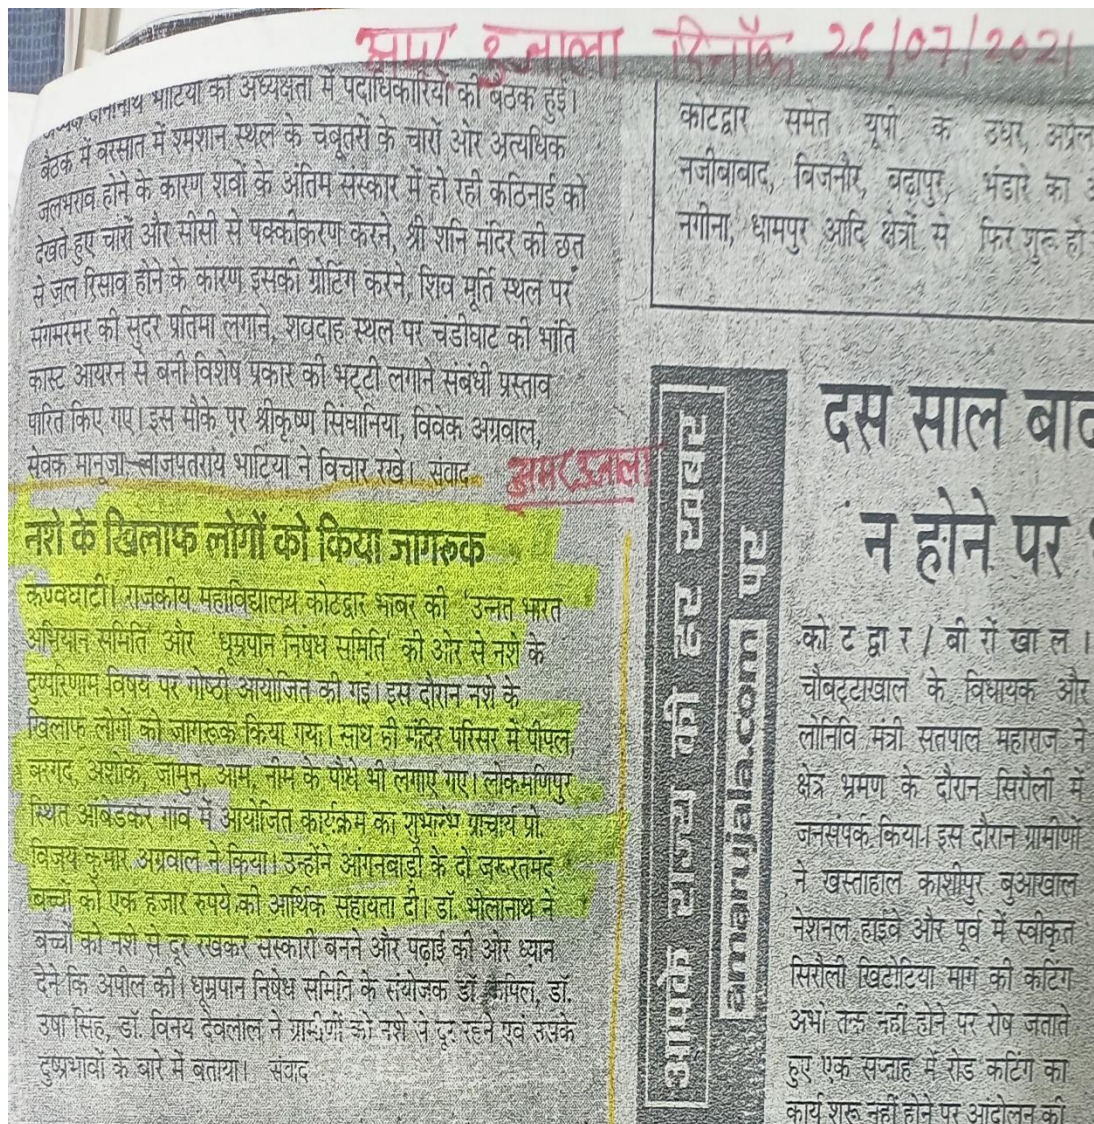 अमर उजाला दिनाँक 26/07/2021
भाटिया की अध्यक्षता में पदाधिकारियों की बैठक हुई।
बैठक में बरसात में श्मशान स्थल के चबूतरों के चारों ओर अत्यधिक
जलभराव होने के कारण शवों के अंतिम संस्कार में हो रही कठिनाई को
देखते हुए चारों और सीसी से पक्कीकरण करने, श्री शनि मंदिर की छत
से जल रिसाव होने के कारण इसकी ग्रोटिंग करने, शिव मूर्ति स्थल पर
संगमरमर की सुंदर प्रतिमा लगाने, शवदाह स्थल पर चंडीघाट की भांति
कास्ट आयरन से बनी विशेष प्रकार की भट्टी लगाने संबंधी प्रस्ताव
पारित किए गए। इस मौके पर श्रीकृष्ण सिंघानिया, विवेक अग्रवाल,
सेवक मानूजा, लाजपतराय भाटिया ने विचार रखे। संवाद
अमर उजाला
नशे के खिलाफ लोगों को किया जागरूक
कण्वघाटी। राजकीय महाविद्यालय कोटद्वार भाबर की 'उन्नत भारत
अभियान समिति' और 'धूम्रपान निषेध समिति' की ओर से नशे के
दुष्परिणाम विषय पर गोष्ठी आयोजित की गई। इस दौरान नशे के
खिलाफ लोगों को जागरूक किया गया। साथ ही मंदिर परिसर में पीपल,
बरगद, अशोक, जामुन, आम, नीम के पौधे भी लगाए गए। लोकमणिपुर
स्थित आंबेडकर गांव में आयोजित कार्यक्रम का शुभारंभ प्राचार्य प्रो.
विजय कुमार अग्रवाल ने किया। उन्होंने आंगनबाड़ी के दो जरूरतमंद
बच्चों को एक हजार रुपये की आर्थिक सहायता दी। डॉ. भोलानाथ ने
बच्चों को नशे से दूर रखकर संस्कारी बनने और पढ़ाई की ओर ध्यान
देने कि अपील की। धूम्रपान निषेध समिति के संयोजक डॉ. कपिल, डॉ.
उषा सिंह, डॉ. विनय देवलाल ने ग्रामीणों को नशे से दूर रहने एवं उसके
दुष्प्रभावों के बारे में बताया। संवाद
कोटद्वार समेत यूपी के
नजीबाबाद, बिजनौर, बढ़ापुर,
नगीना, धामपुर आदि क्षेत्रों से
उधर, अप्रैल
भंडारे का
फिर शुरू हो
आपके राज्य की हर खबर
amarujala.com पर
दस साल बाद
न होने पर
कोटद्वार/बीरोंखाल।
चौबट्टाखाल के विधायक और
लोनिवि मंत्री सतपाल महाराज ने
क्षेत्र भ्रमण के दौरान सिरौली में
जनसंपर्क किया। इस दौरान ग्रामीणों
ने खस्ताहाल काशीपुर बुआखाल
नेशनल हाइवे और पूर्व में स्वीकृत
सिरौली खिटोटिया मार्ग की कटिंग
अभी तक नहीं होने पर रोष जताते
हुए एक सप्ताह में रोड कटिंग का
कार्य शुरू नहीं होने पर आंदोलन की